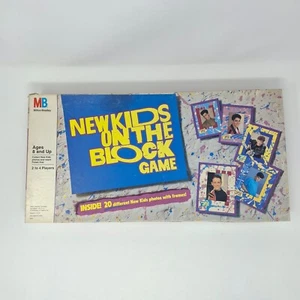 MB
Milton Bradley
NEW KIDS
ON THE
BLOCK
GAME
Ages
8 and Up
2 to 4 Players
INSIDE! 20 different New Kids photos with frames!